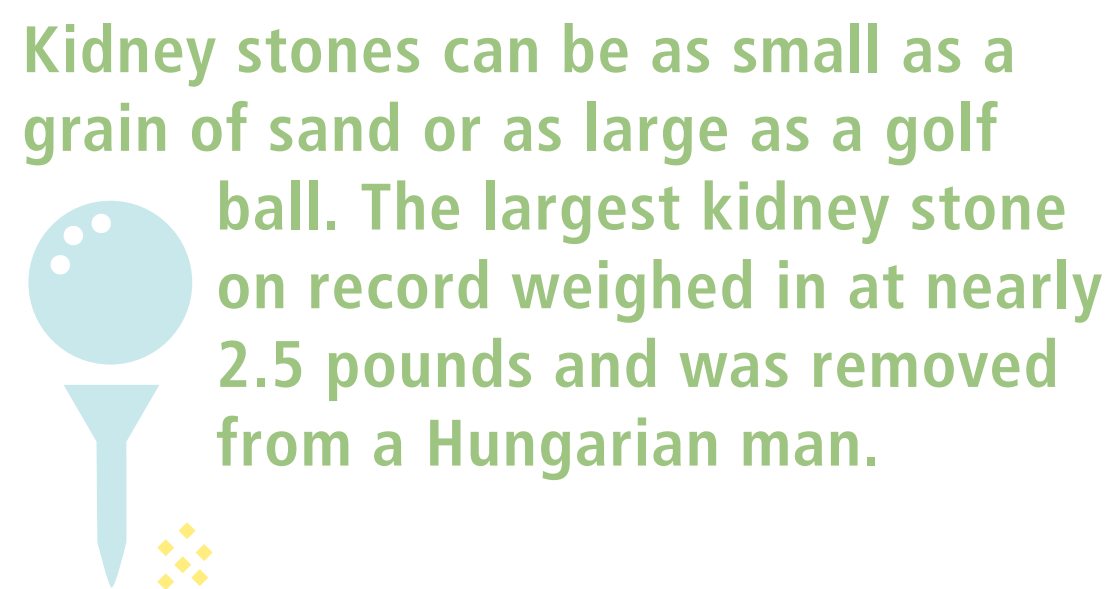 Kidney stones can be as small as a
grain of sand or as large as a golf
ball. The largest kidney stone
on record weighed in at nearly
2.5 pounds and was removed
from a Hungarian man.